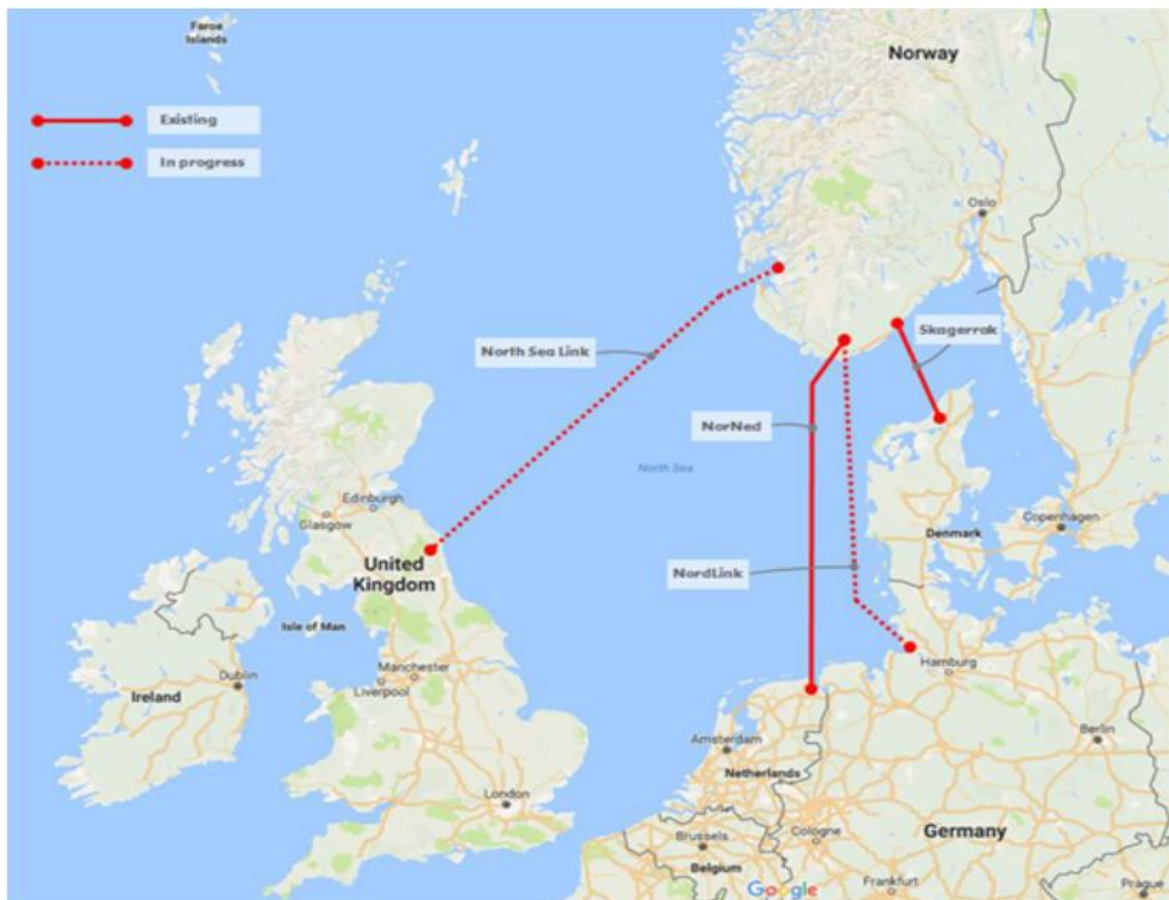 Faroe
Islands
Norway
Existing
In progress
Oslo
North Sea Link
Skagerrak
NorNed
North Sea
Edinburgh
Glasgow
Copenhagen
Denmark
United
Kingdom
NordLink
Isle of Man
Hamburg
Manchester
Liverpool
Dublin
Ireland
Amsterdam
Berlin
Netherlands
London
Brussels
Cologne
Germany
Belgium
Google
Frankfurt
Prague